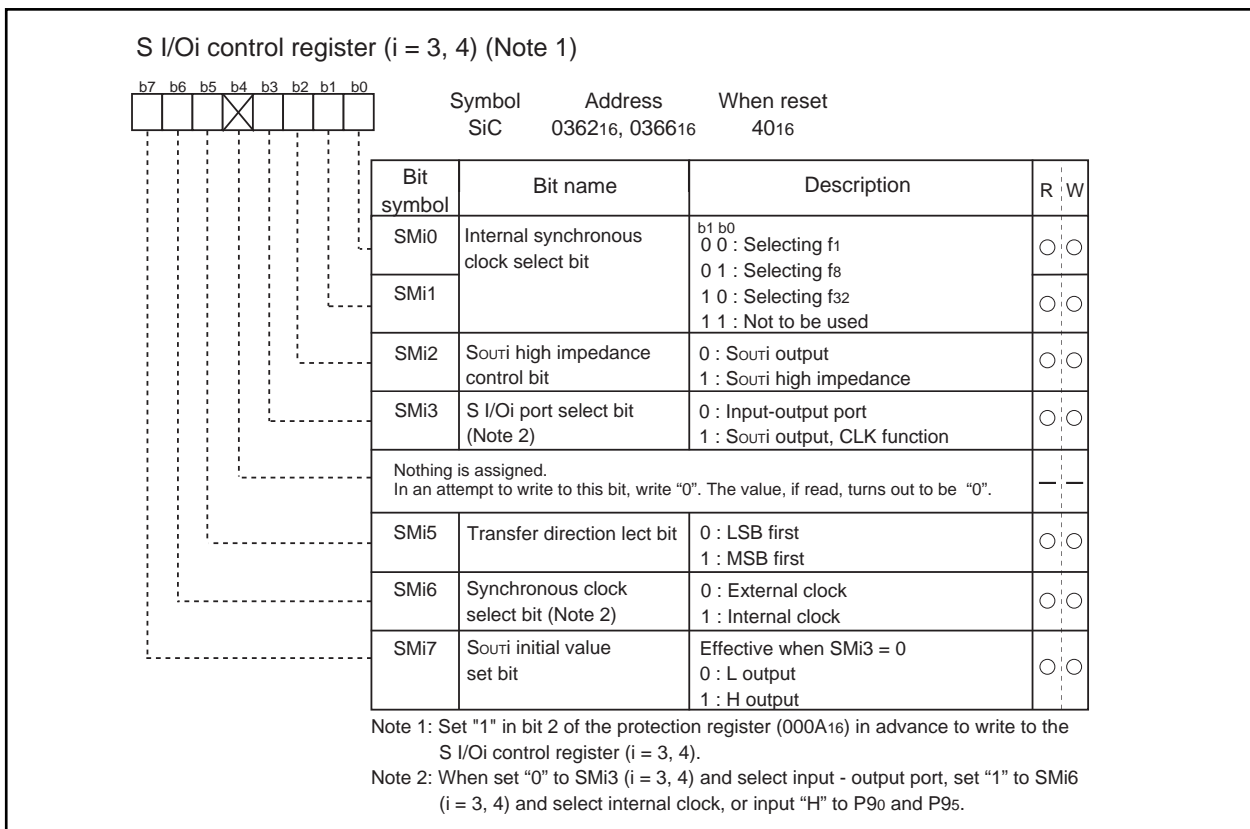 S I/Oi control register (i = 3, 4) (Note 1)
b7 b6 b5 b4 b3 b2 b1 b0
Symbol Address When reset
SiC 036216, 036616 4016
Bit symbol Bit name Description R W
SMi0 Internal synchronous clock select bit
b1 b0
0 0 : Selecting f1
0 1 : Selecting f8
SMi1
1 0 : Selecting f32
1 1 : Not to be used
SMi2 SOUTi high impedance control bit
0 : SOUTi output
1 : SOUTi high impedance
SMi3 S I/Oi port select bit (Note 2)
0 : Input-output port
1 : SOUTi output, CLK function
Nothing is assigned.
In an attempt to write to this bit, write “0”. The value, if read, turns out to be “0”.
SMi5 Transfer direction lect bit
0 : LSB first
1 : MSB first
SMi6 Synchronous clock select bit (Note 2)
0 : External clock
1 : Internal clock
SMi7 SOUTi initial value set bit
Effective when SMi3 = 0
0 : L output
1 : H output
Note 1: Set "1" in bit 2 of the protection register (000A16) in advance to write to the
S I/Oi control register (i = 3, 4).
Note 2: When set “0” to SMi3 (i = 3, 4) and select input - output port, set “1” to SMi6
(i = 3, 4) and select internal clock, or input “H” to P90 and P95.